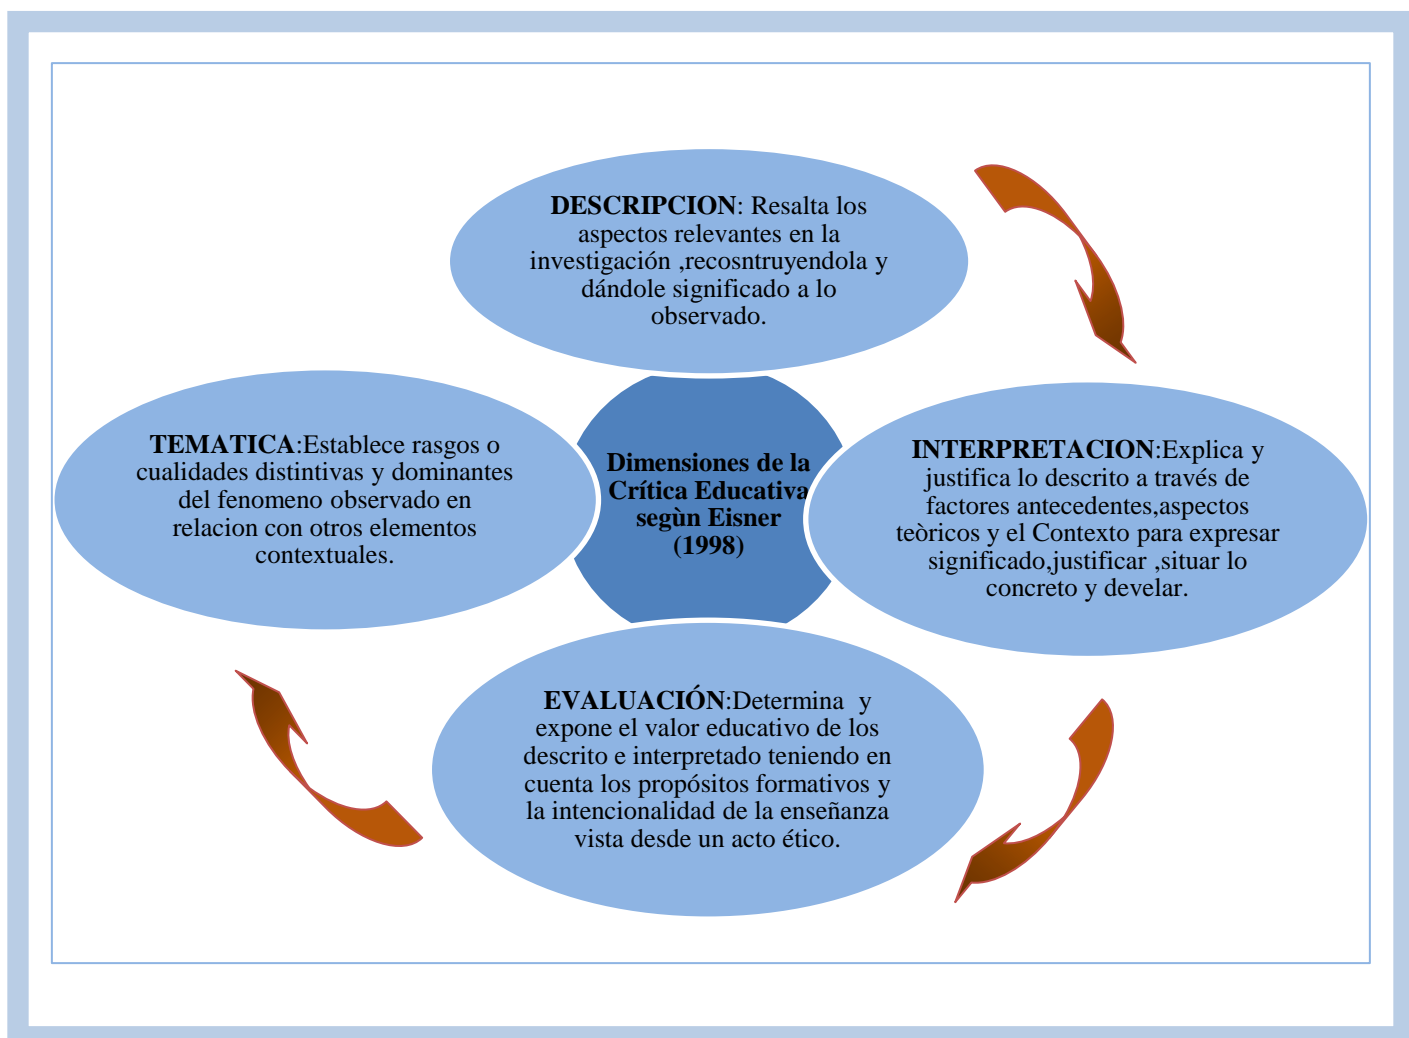 DESCRIPCION: Resalta los
aspectos relevantes en la
investigación ,recosntruyendola y
dándole significado a lo
observado.
TEMATICA:Establece rasgos o
cualidades distintivas y dominantes
del fenomeno observado en
relacion con otros elementos
contextuales.
Dimensiones de la
Crítica Educativa
segùn Eisner
(1998)
INTERPRETACION:Explica y
justifica lo descrito a través de
factores antecedentes,aspectos
teòricos y el Contexto para expresar
significado,justificar ,situar lo
concreto y develar.
EVALUACIÓN:Determina  y
expone el valor educativo de los
descrito e interpretado teniendo en
cuenta los propósitos formativos y
la intencionalidad de la enseñanza
vista desde un acto ético.